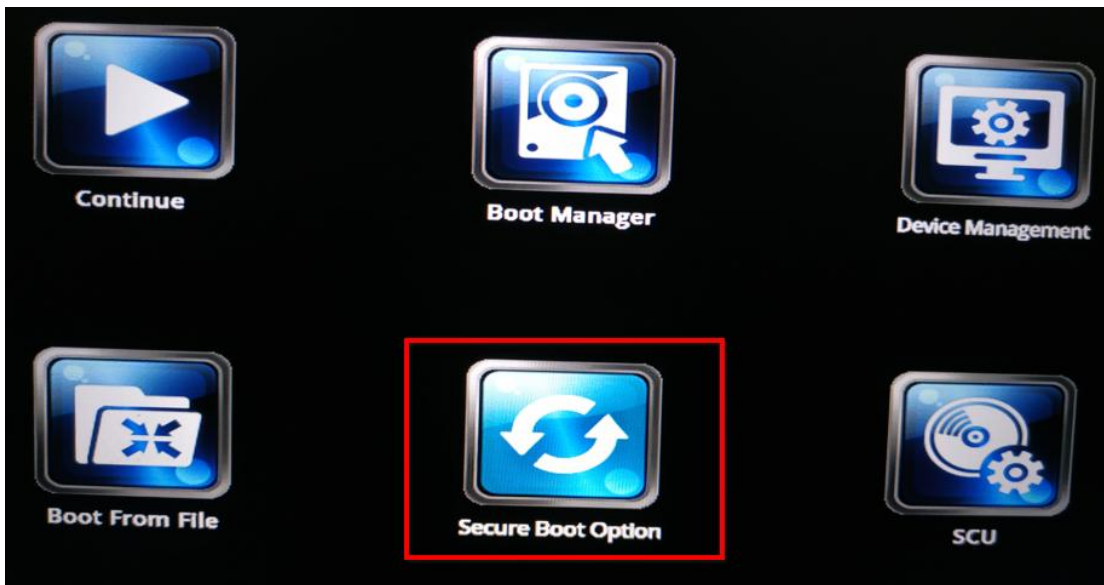 Continue
Boot Manager
Device Management
Boot From File
Secure Boot Option
SCU